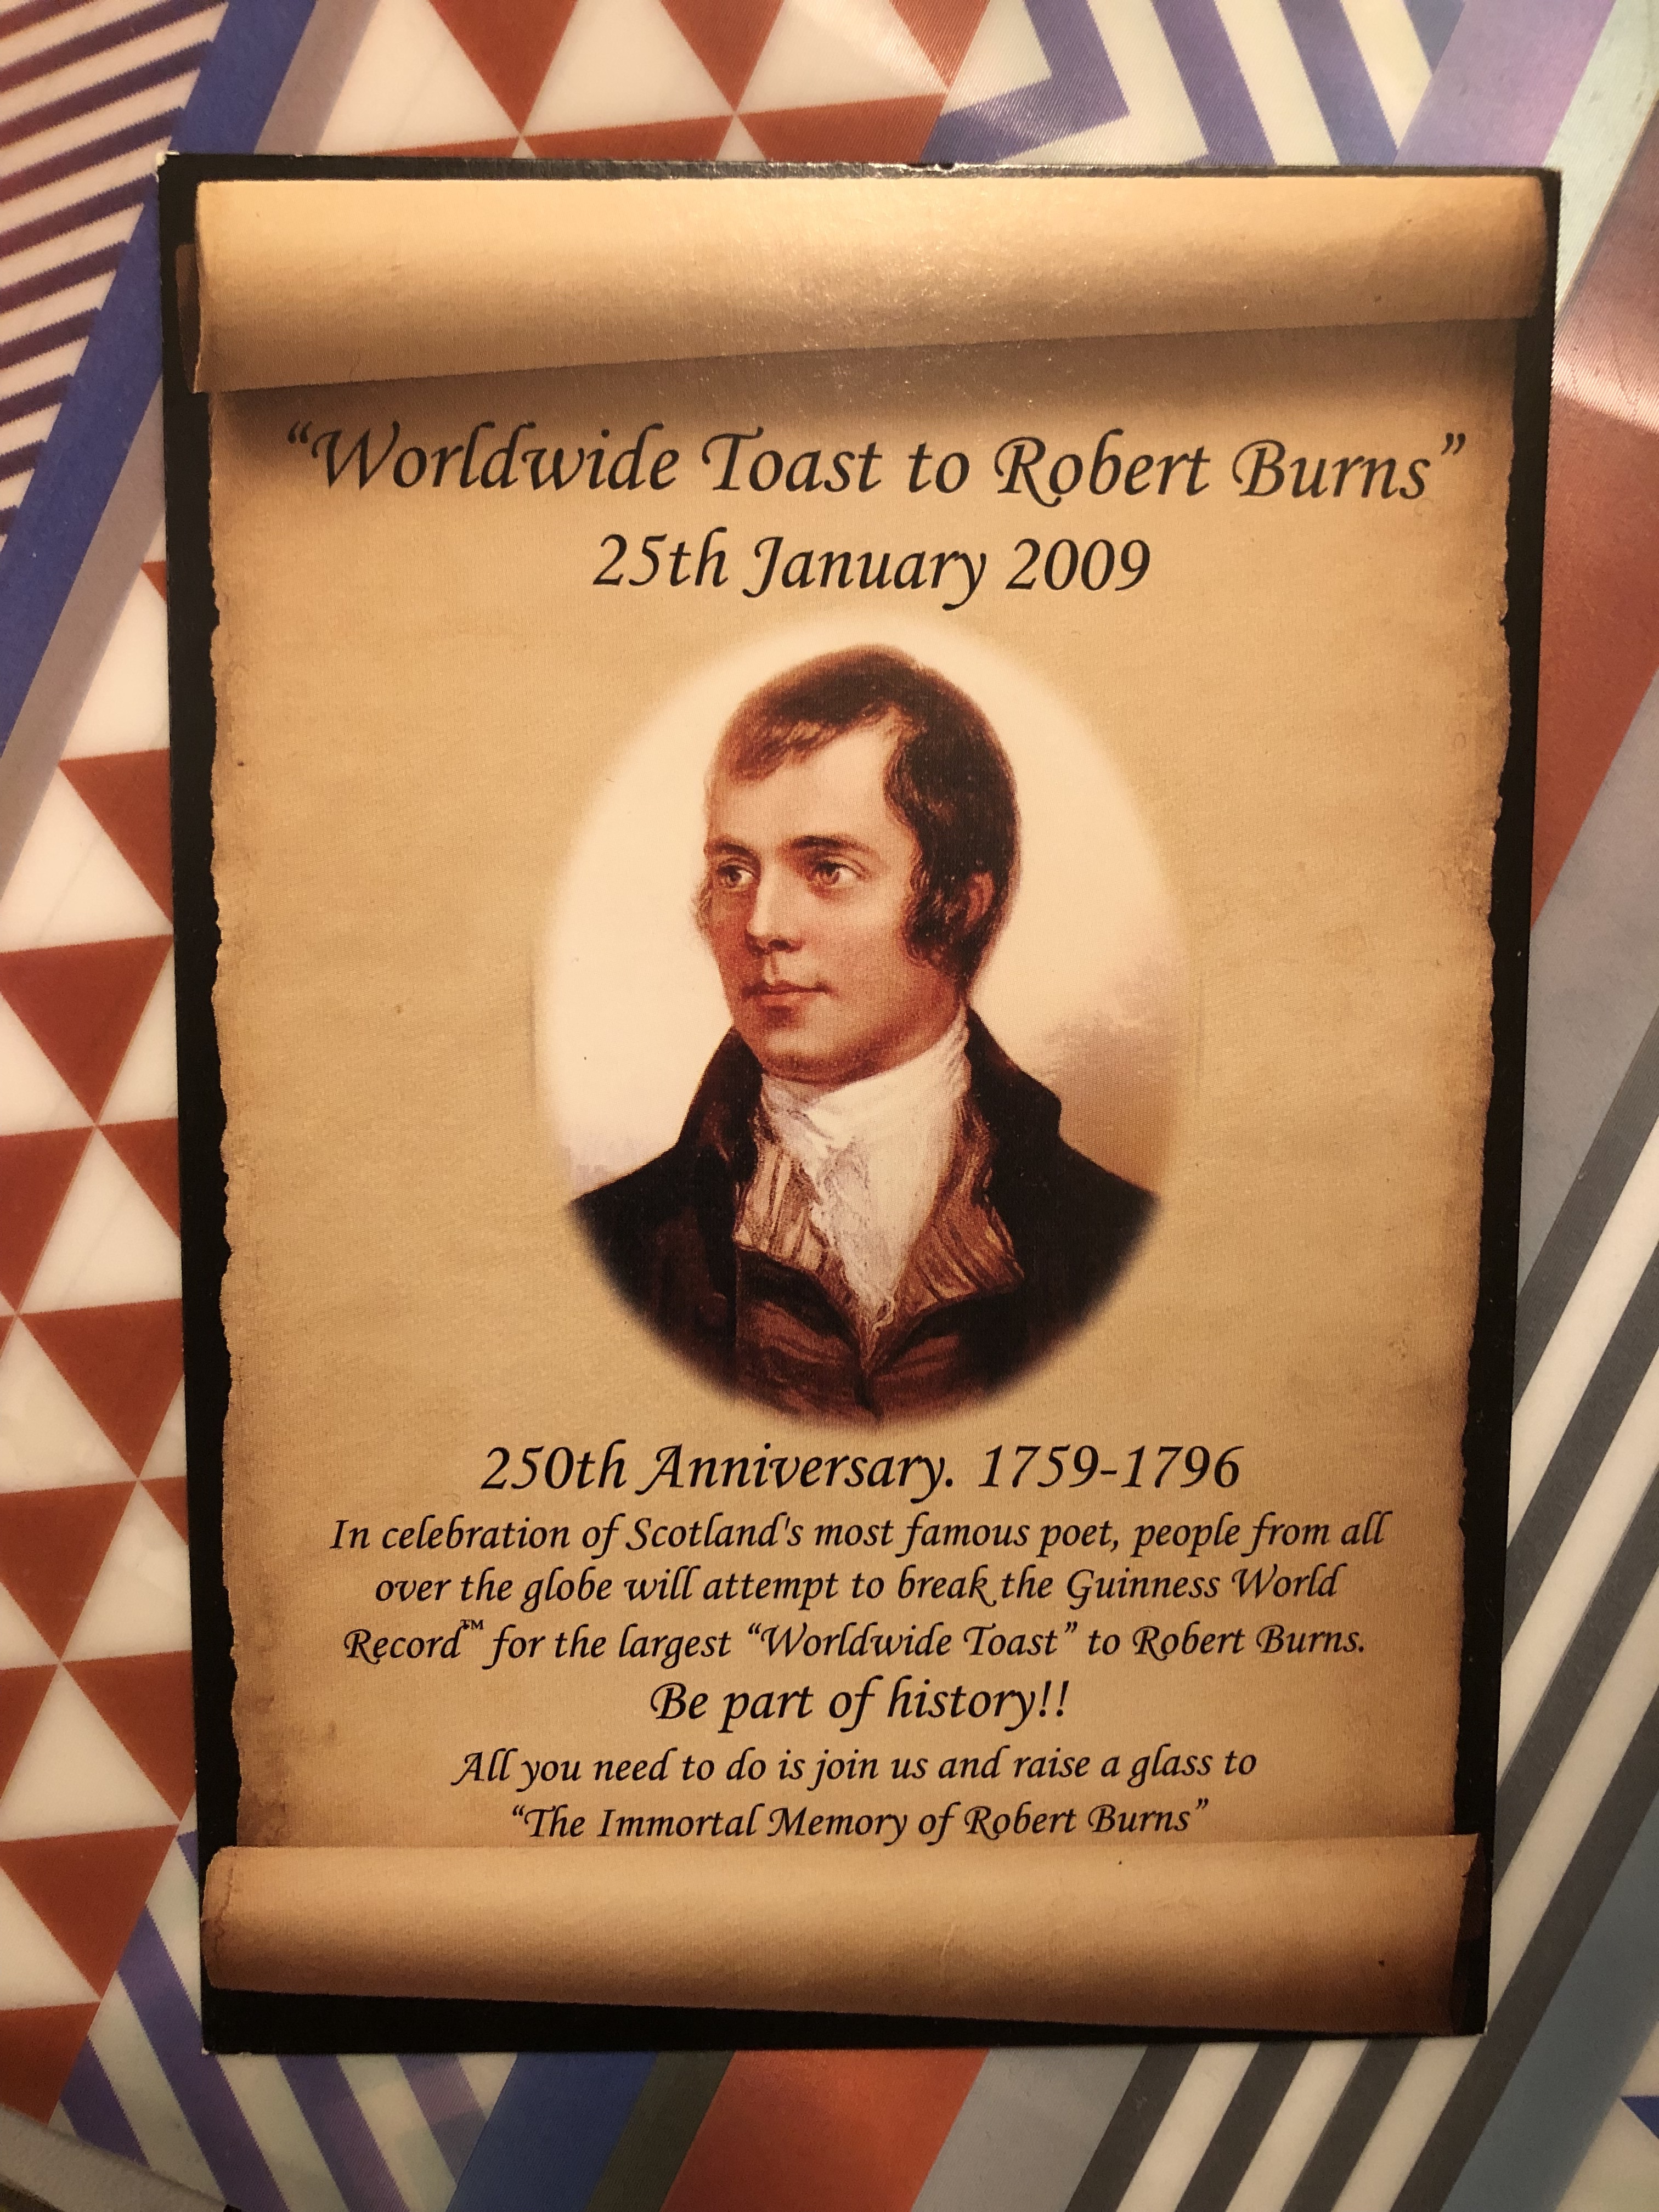 “Worldwide Toast to Robert Burns”
25th January 2009
250th Anniversary. 1759-1796
In celebration of Scotland's most famous poet, people from all
over the globe will attempt to break the Guinness World
Record™ for the largest “Worldwide Toast” to Robert Burns.
Be part of history!!
All you need to do is join us and raise a glass to
“The Immortal Memory of Robert Burns”